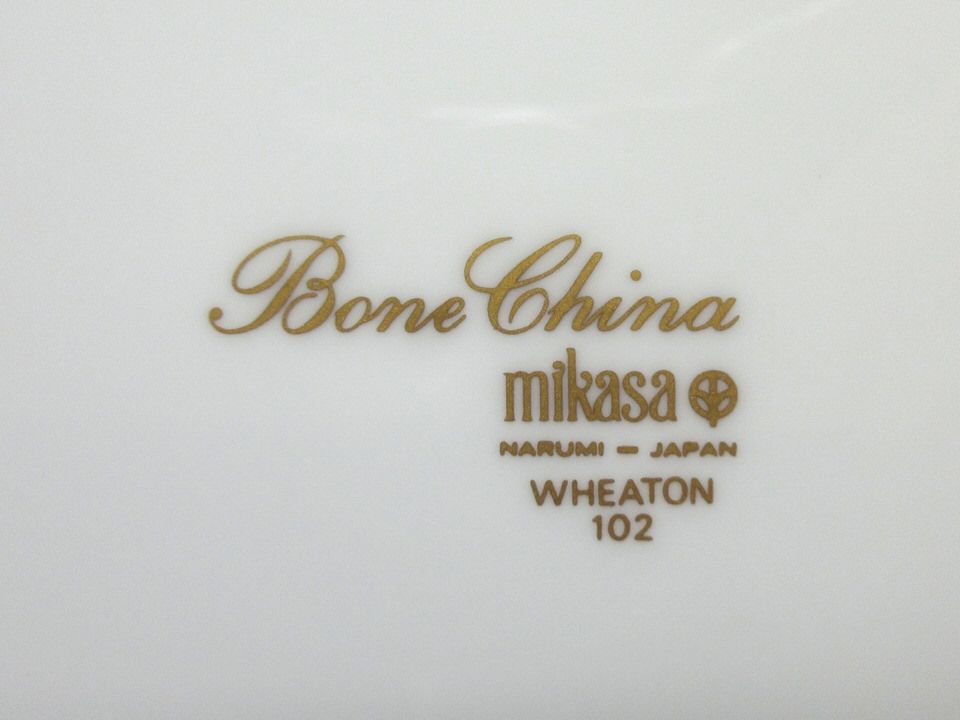 Bone China
mikasa
NARUMI – JAPAN
WHEATON
102